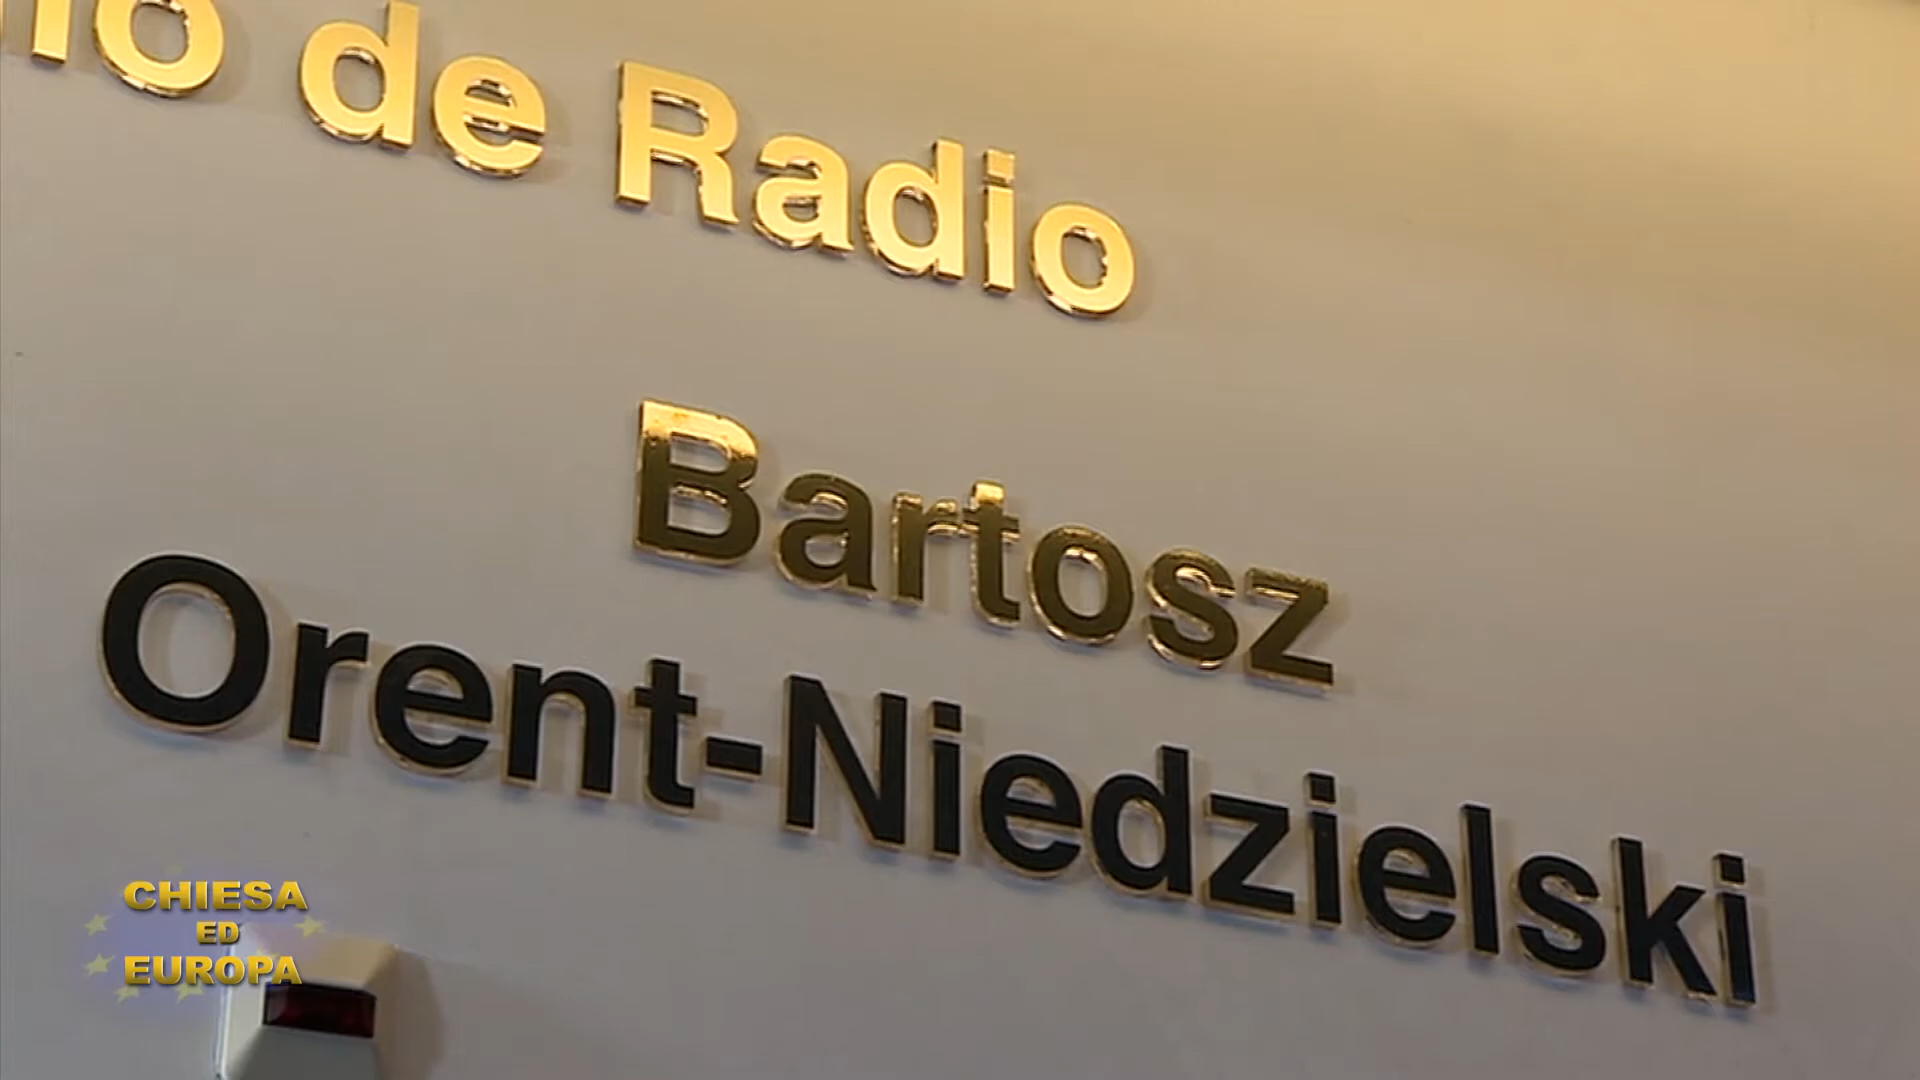 de Radio
Bartosz
Orent-Niedzielski
CHIESA
ED
EUROPA